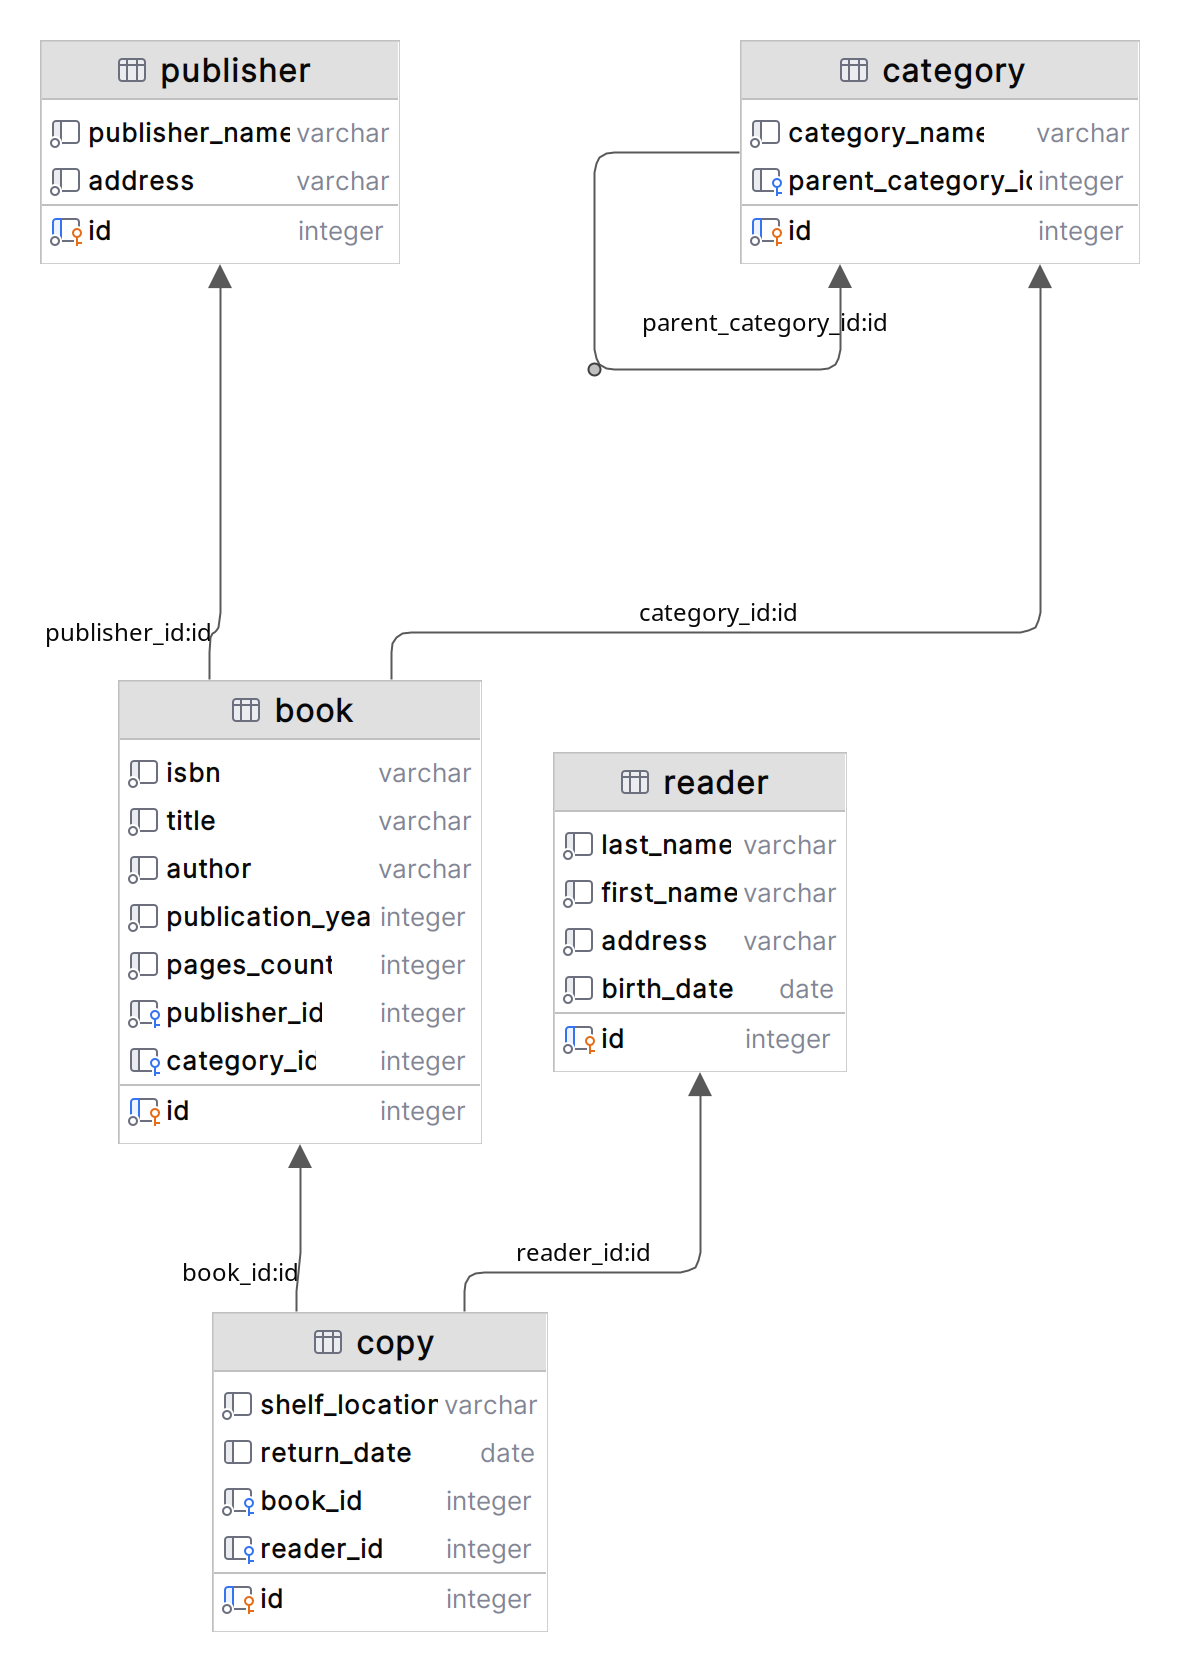 publisher
publisher_name varchar
address varchar
id integer
category
category_name varchar
parent_category_id integer
id integer
parent_category_id:id
category_id:id
publisher_id:id
book
isbn varchar
title varchar
author varchar
publication_yea integer
pages_count integer
publisher_id integer
category_id integer
id integer
reader
last_name varchar
first_name varchar
address varchar
birth_date date
id integer
reader_id:id
book_id:id
copy
shelf_location varchar
return_date date
book_id integer
reader_id integer
id integer